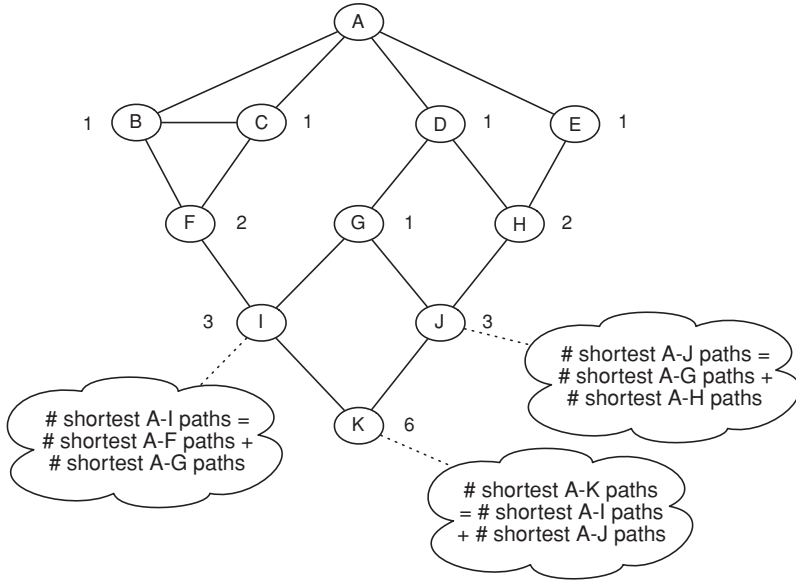 A
1 B C 1 D 1 E 1
F 2 G 1 H 2
3 I J 3
# shortest A-J paths =
# shortest A-G paths +
# shortest A-H paths
# shortest A-I paths =
# shortest A-F paths +
# shortest A-G paths
K 6
# shortest A-K paths
= # shortest A-I paths
+ # shortest A-J paths